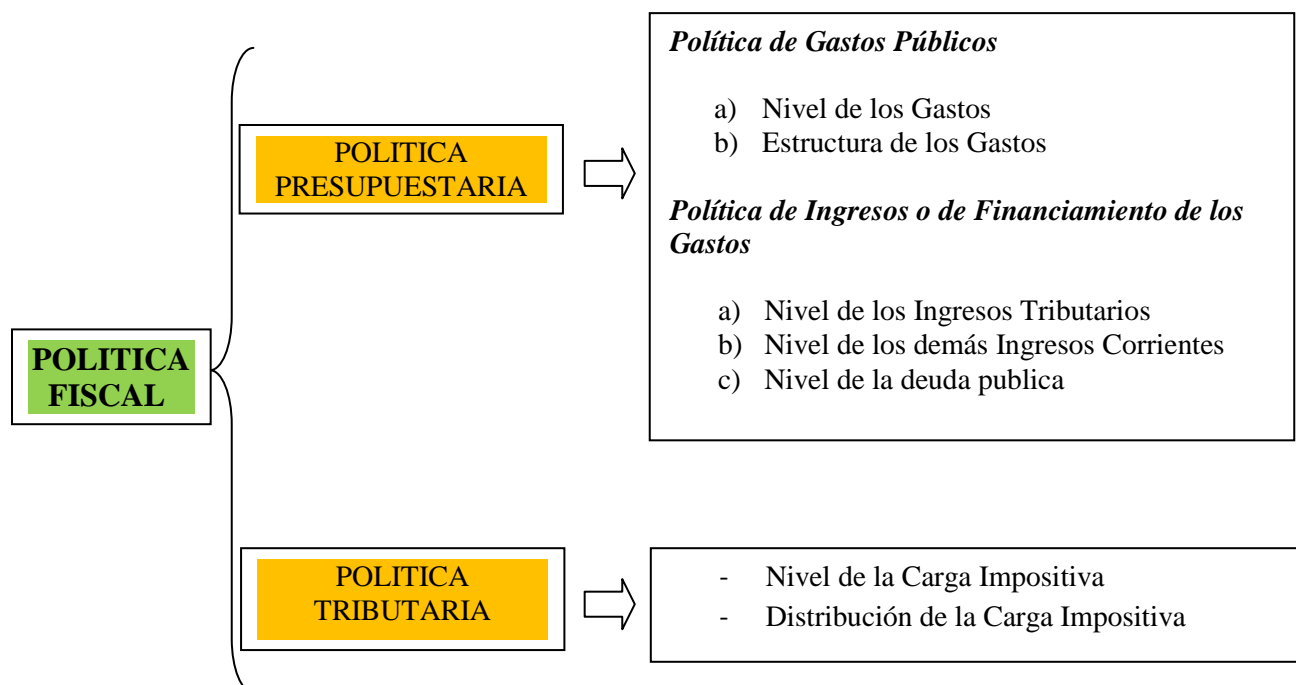 Política de Gastos Públicos
a) Nivel de los Gastos
b) Estructura de los Gastos
POLITICA
PRESUPUESTARIA
Política de Ingresos o de Financiamiento de los
Gastos
a) Nivel de los Ingresos Tributarios
b) Nivel de los demás Ingresos Corrientes
c) Nivel de la deuda publica
POLITICA
FISCAL
POLITICA
TRIBUTARIA
- Nivel de la Carga Impositiva
- Distribución de la Carga Impositiva